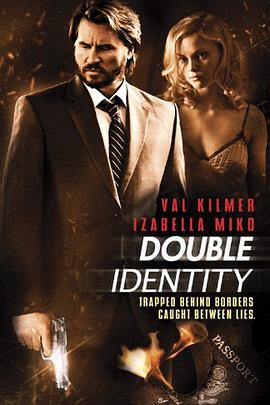 VAL KILMER
IZABELLA MIKO
DOUBLE
IDENTITY
TRAPPED BEHIND BORDERS
CAUGHT BETWEEN LIES.
PASSPORT